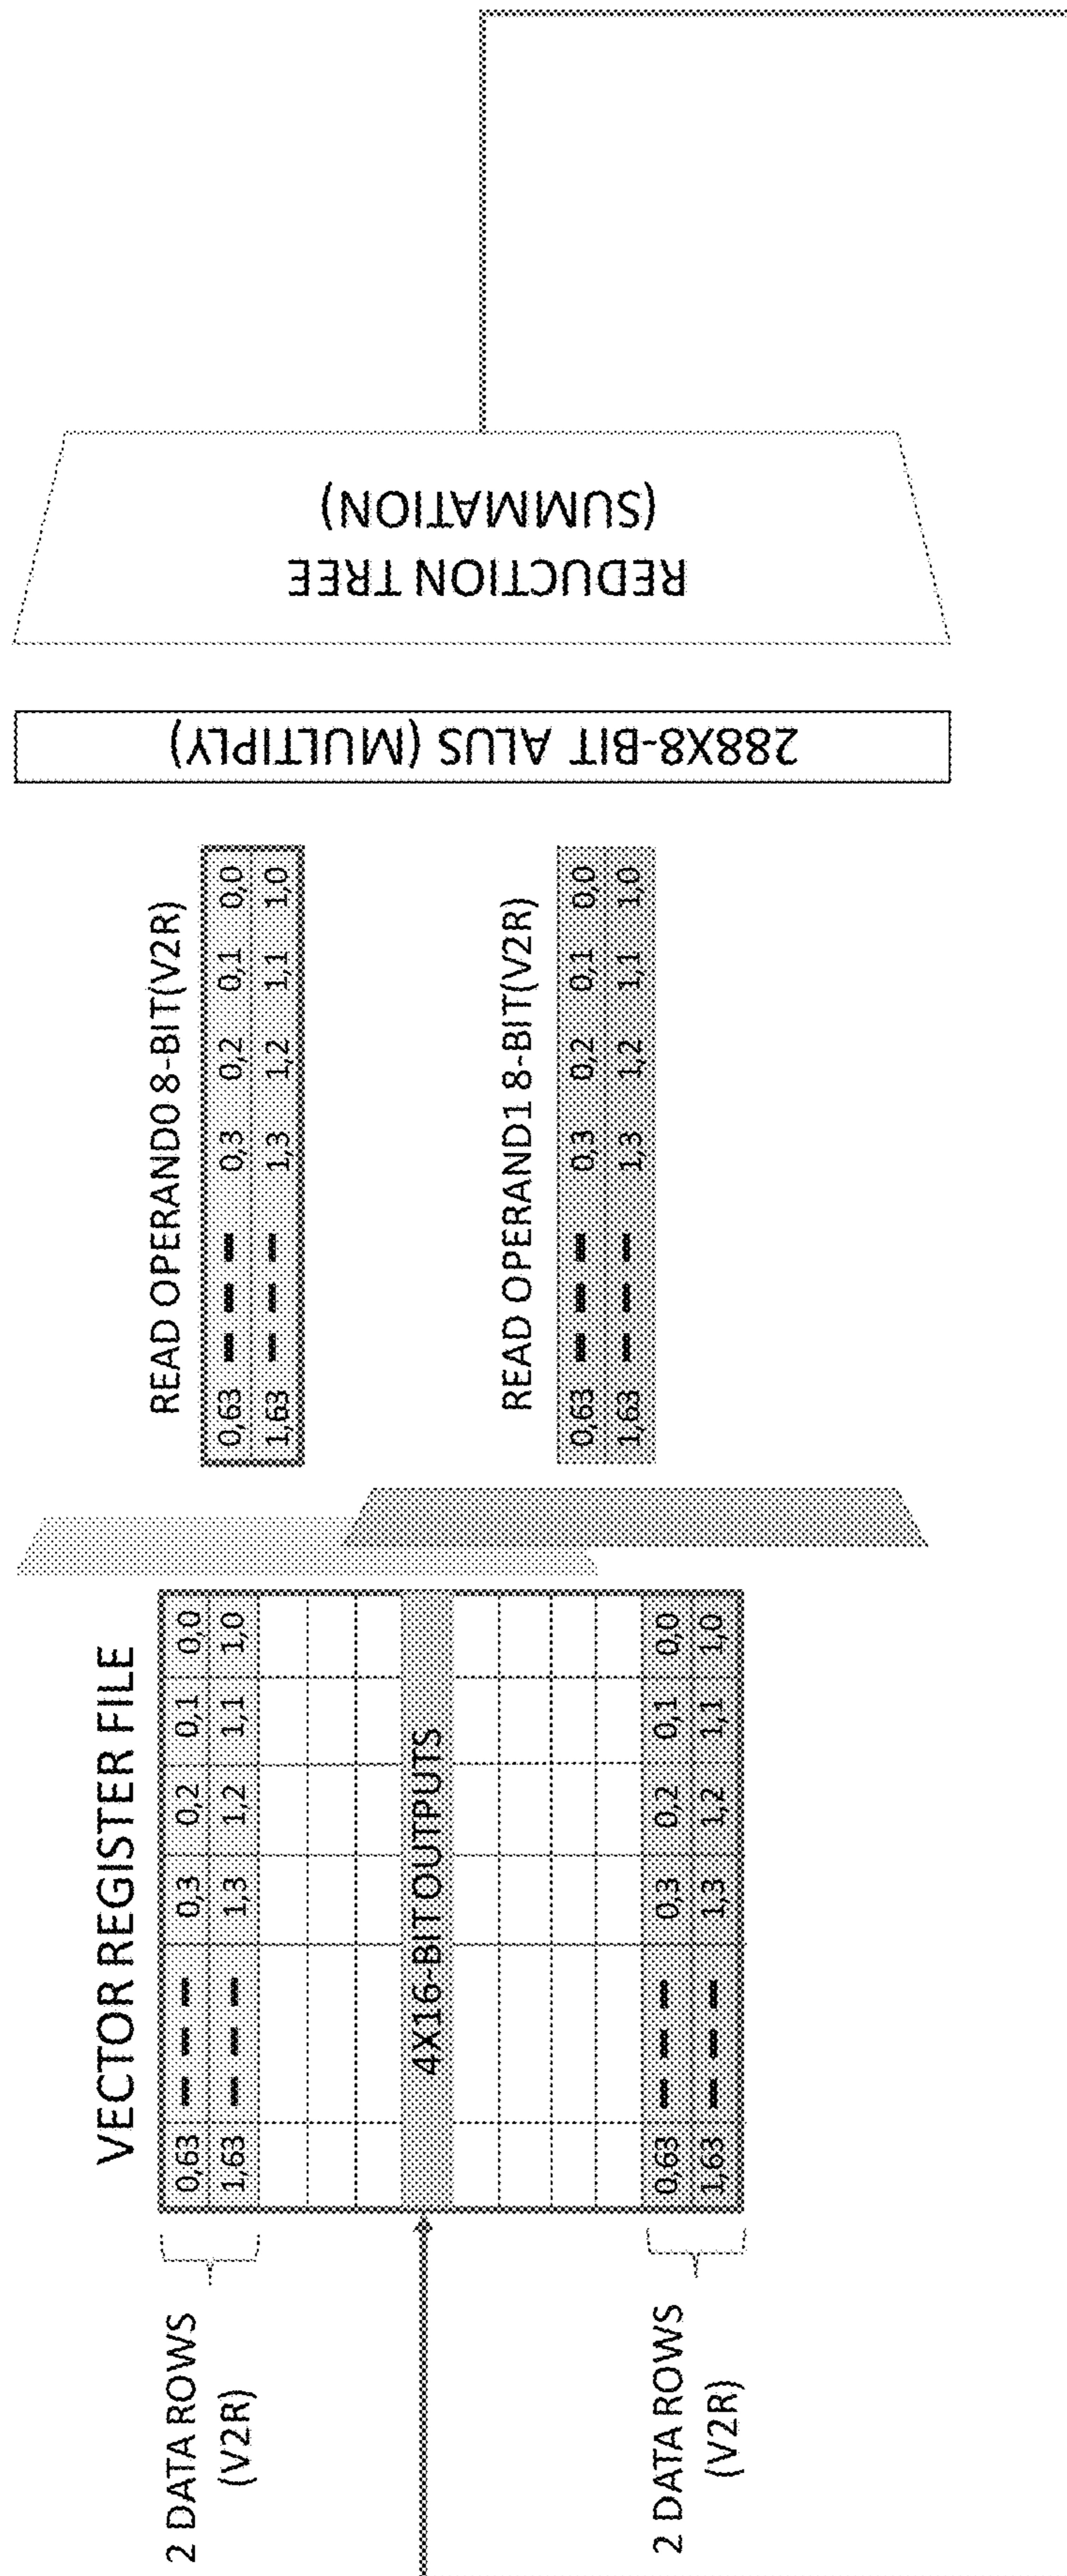 VECTOR REGISTER FILE
2 DATA ROWS
(V2R)
0,63 0,3 0,2 0,1 0,0
1,63 1,3 1,2 1,1 1,0
4X16-BIT OUTPUTS
2 DATA ROWS
(V2R)
0,63 0,3 0,2 0,1 0,0
1,63 1,3 1,2 1,1 1,0
READ OPERAND0 8-BIT(V2R)
0,63 0,3 0,2 0,1 0,0
1,63 1,3 1,2 1,1 1,0
READ OPERAND1 8-BIT(V2R)
0,63 0,3 0,2 0,1 0,0
1,63 1,3 1,2 1,1 1,0
288X8-BIT ALUS (MULTIPLY)
REDUCTION TREE
(SUMMATION)